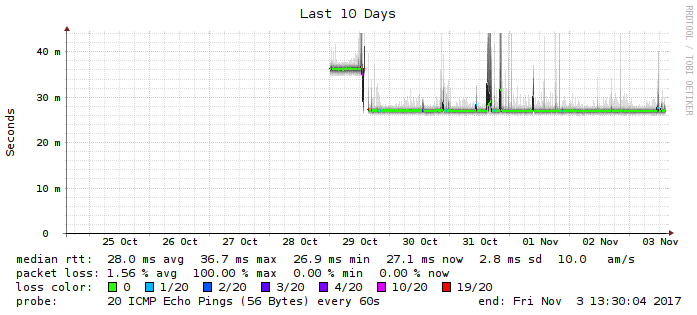 Last 10 Days
RRDTOOL / TOBI OETIKER
Seconds
40 m
30 m
20 m
10 m
0
25 Oct 26 Oct 27 Oct 28 Oct 29 Oct 30 Oct 31 Oct 01 Nov 02 Nov 03 Nov
median rtt: 28.0 ms avg 36.7 ms max 26.9 ms min 27.1 ms now 2.8 ms sd 10.0 am/s
packet loss: 1.56 % avg 100.00 % max 0.00 % min 0.00 % now
loss color: 0 1/20 2/20 3/20 4/20 10/20 19/20
probe: 20 ICMP Echo Pings (56 Bytes) every 60s end: Fri Nov 3 13:30:04 2017